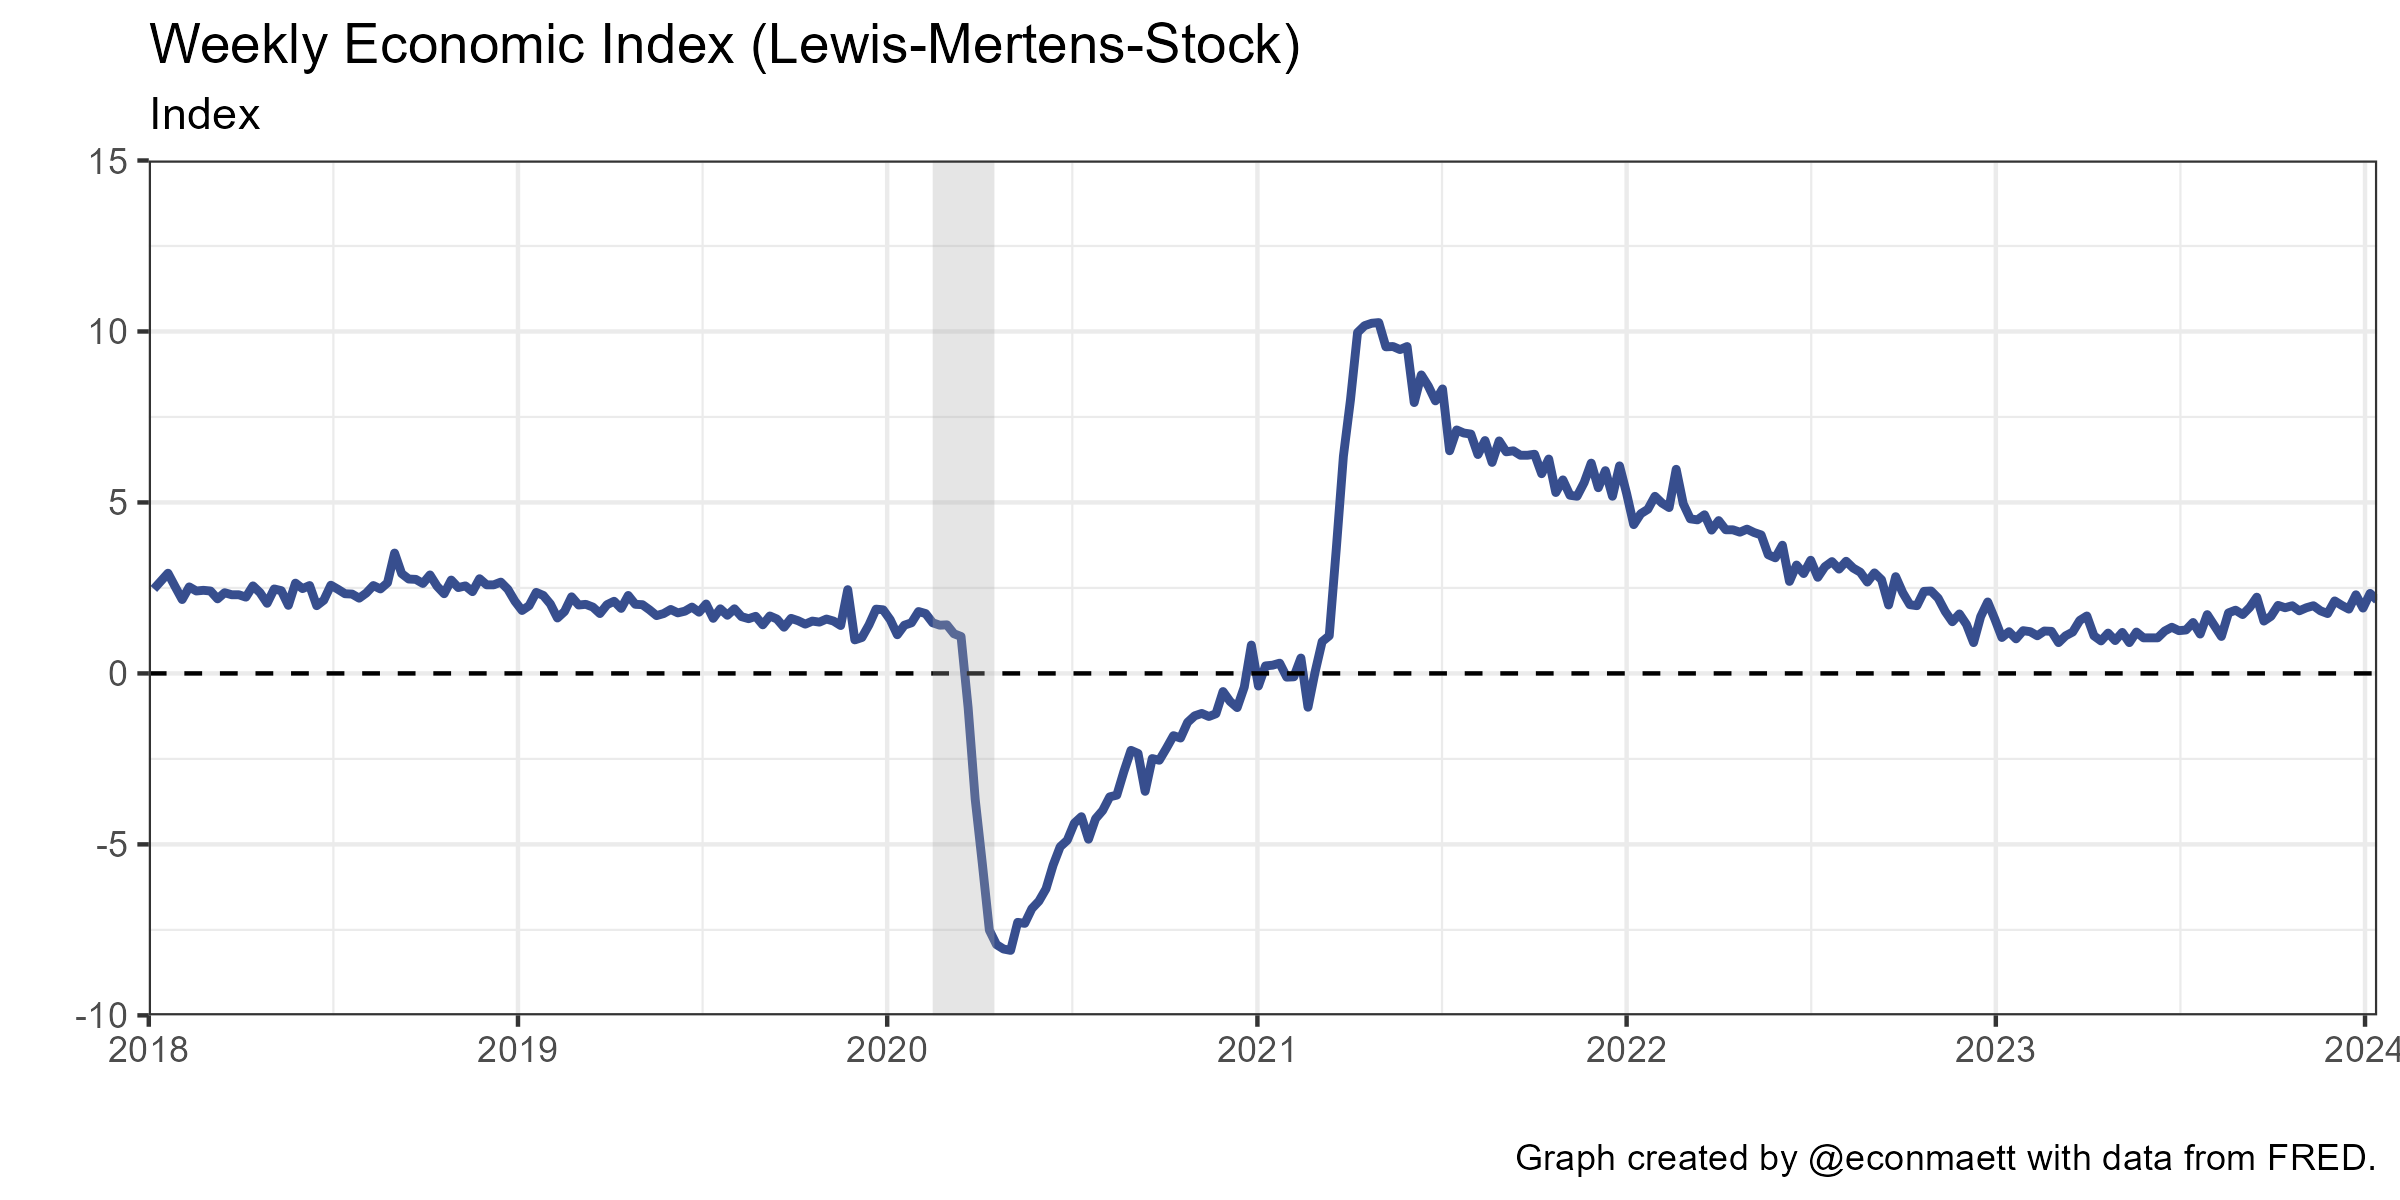 Weekly Economic Index (Lewis-Mertens-Stock)
Index
15
10
5
0
-5
-10
2018 2019 2020 2021 2022 2023 2024
Graph created by @econmaett with data from FRED.